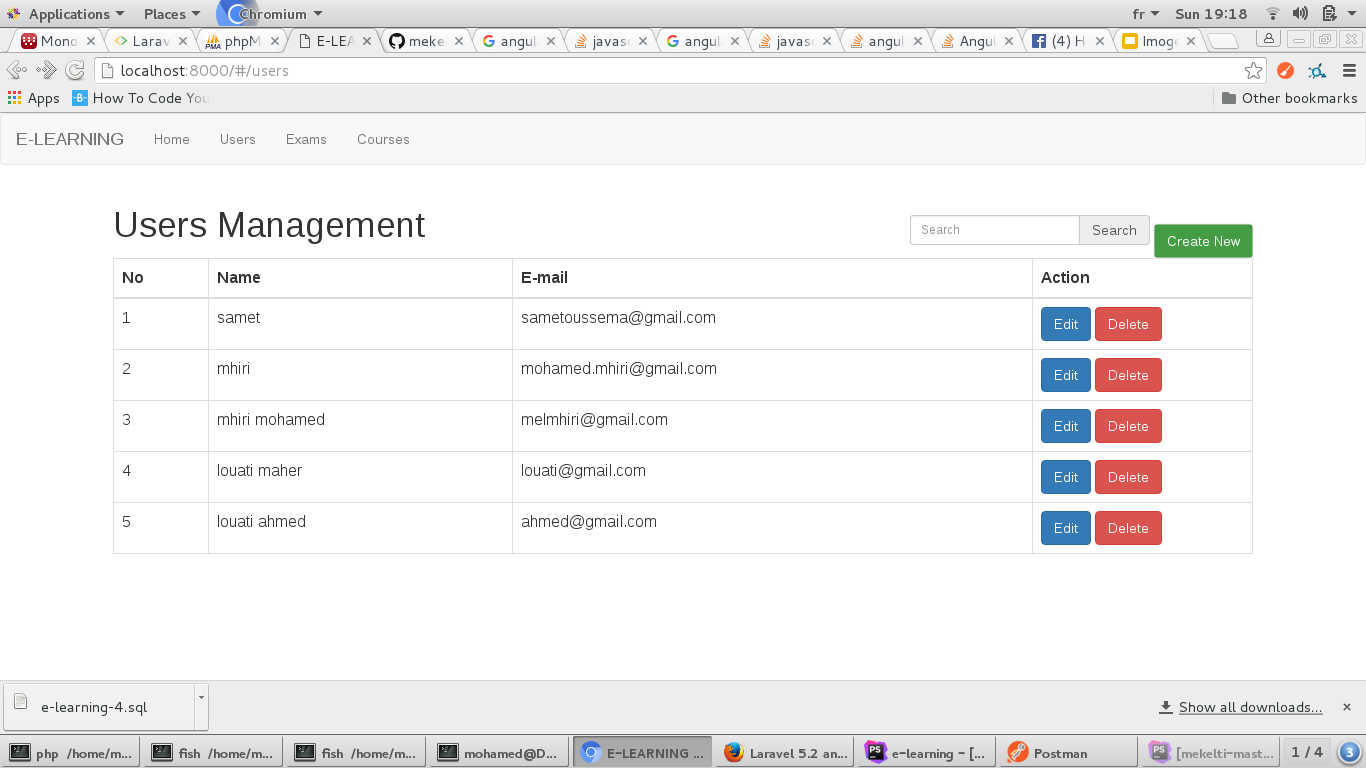 Applications Places Chromium fr Sun 19:18
Mono Larav phpM E-LEA meke angul javasc angul javasc angul Angul (4) H Imoge
localhost:8000/#/users
Apps How To Code You Other bookmarks
E-LEARNING Home Users Exams Courses
Users Management Search Search Create New
No Name E-mail Action
1 samet sametoussema@gmail.com Edit Delete
2 mhiri mohamed.mhiri@gmail.com Edit Delete
3 mhiri mohamed melmhiri@gmail.com Edit Delete
4 louati maher louati@gmail.com Edit Delete
5 louati ahmed ahmed@gmail.com Edit Delete
e-learning-4.sql Show all downloads...
php /home/m... fish /home/m... fish /home/m... mohamed@D... E-LEARNING ... Laravel 5.2 an... e-learning - [... Postman [mekelti-mast... 1 / 4 3